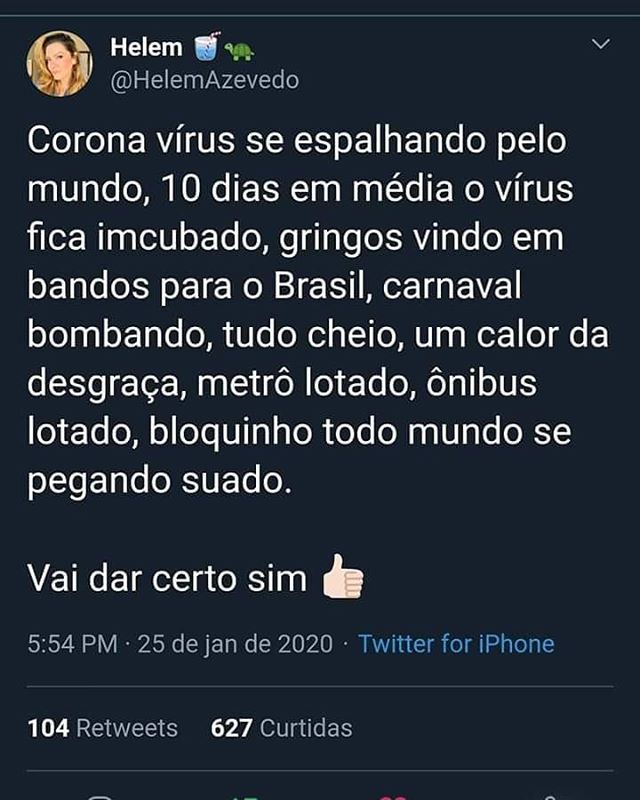 Helem 🥤🐢
@HelemAzevedo
Corona vírus se espalhando pelo
mundo, 10 dias em média o vírus
fica imcubado, gringos vindo em
bandos para o Brasil, carnaval
bombando, tudo cheio, um calor da
desgraça, metrô lotado, ônibus
lotado, bloquinho todo mundo se
pegando suado.
Vai dar certo sim 👍🏻
5:54 PM · 25 de jan de 2020 · Twitter for iPhone
104 Retweets 627 Curtidas